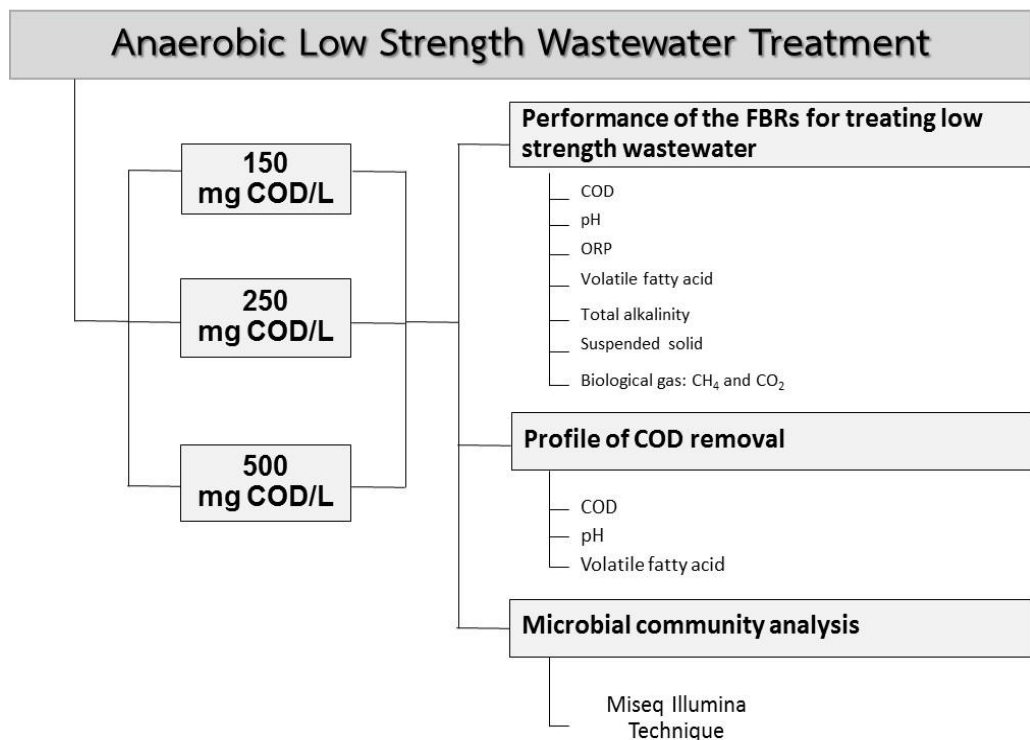 Anaerobic Low Strength Wastewater Treatment
150
mg COD/L
250
mg COD/L
500
mg COD/L
Performance of the FBRs for treating low
strength wastewater
COD
pH
ORP
Volatile fatty acid
Total alkalinity
Suspended solid
Biological gas: CH₄ and CO₂
Profile of COD removal
COD
pH
Volatile fatty acid
Microbial community analysis
Miseq Illumina
Technique